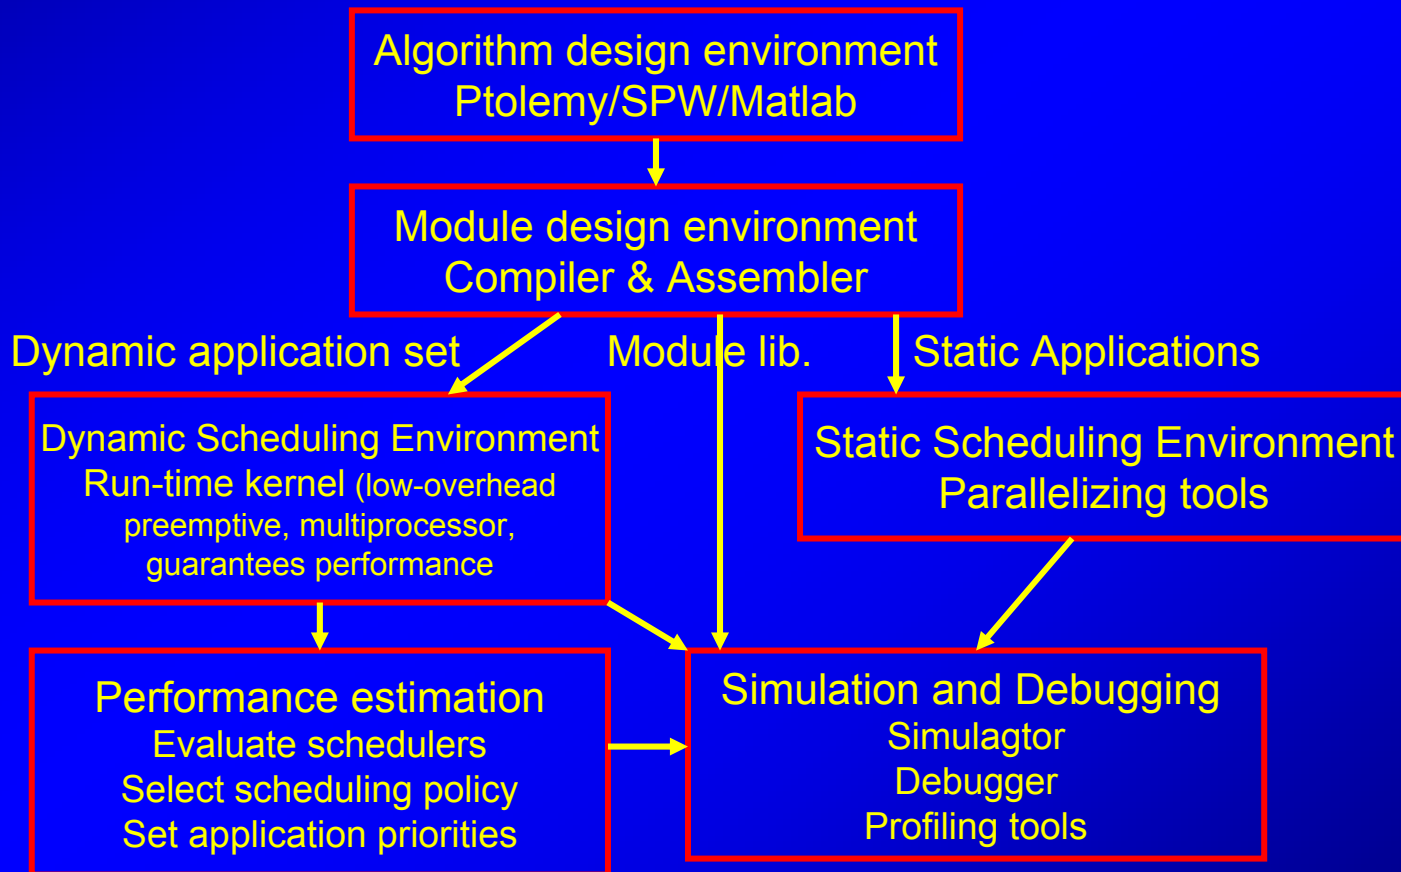 Algorithm design environment
Ptolemy/SPW/Matlab
Module design environment
Compiler & Assembler
Dynamic application set
Module lib.
Static Applications
Dynamic Scheduling Environment
Run-time kernel (low-overhead
preemptive, multiprocessor,
guarantees performance
Static Scheduling Environment
Parallelizing tools
Performance estimation
Evaluate schedulers
Select scheduling policy
Set application priorities
Simulation and Debugging
Simulagtor
Debugger
Profiling tools